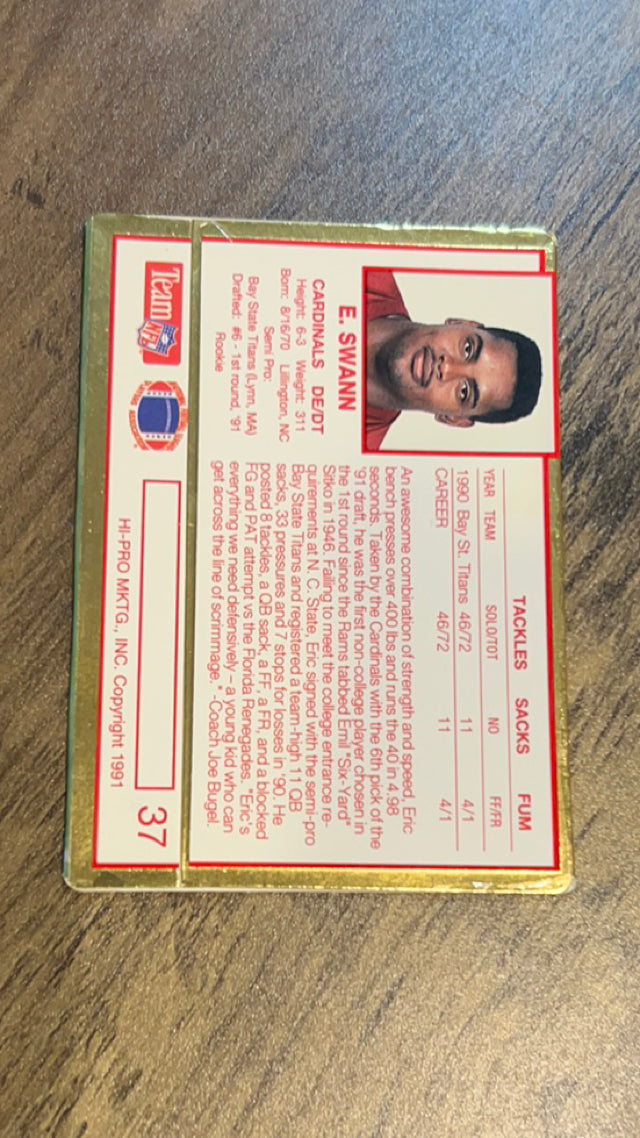 TACKLES SACKS FUM
YEAR TEAM SOLO/TOT NO FF/FR
1990 Bay St. Titans 46/72 11 4/1
CAREER 46/72 11 4/1
E. SWANN
CARDINALS DE/DT
Height: 6-3 Weight: 311
Born: 8/16/70 Lillington, NC
Semi Pro:
Bay State Titans (Lynn, MA)
Drafted: #6 - 1st round, '91
Rookie
An awesome combination of strength and speed, Eric
bench presses over 400 lbs and runs the 40 in 4.98
seconds. Taken by the Cardinals with the 6th pick of the
'91 draft, he was the first non-college player chosen in
the 1st round since the Rams tabbed Emil "Six-Yard"
Sitko in 1946. Failing to meet the college entrance re-
quirements at N. C. State, Eric signed with the semi-pro
Bay State Titans and registered a team-high 11 QB
sacks, 33 pressures and 7 stops for losses in '90. He
posted 8 tackles, a QB sack, a FF, a FR, and a blocked
FG and PAT attempt vs the Florida Renegades. "Eric's
everything we need defensively – a young kid who can
get across the line of scrimmage." -Coach Joe Bugel.
Team NFL
37
HI-PRO MKTG., INC. Copyright 1991